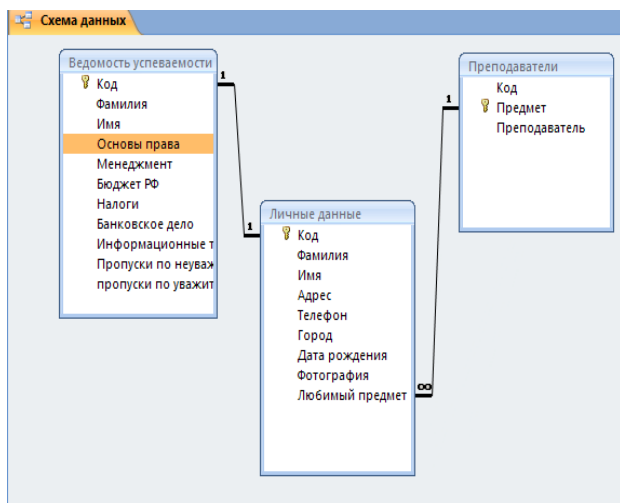 Схема данных
Ведомость успеваемости
Код
Фамилия
Имя
Основы права
Менеджмент
Бюджет РФ
Налоги
Банковское дело
Информационные т
Пропуски по неуваж
пропуски по уважит
1
1
Личные данные
Код
Фамилия
Имя
Адрес
Телефон
Город
Дата рождения
Фотография
Любимый предмет
∞
1
Преподаватели
Код
Предмет
Преподаватель